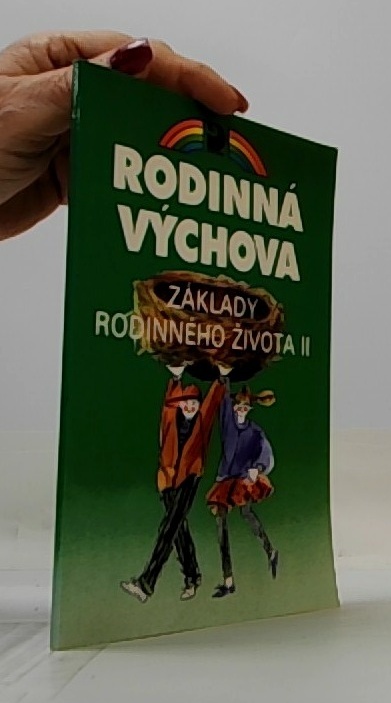 RODINNÁ
VÝCHOVA
ZÁKLADY
RODINNÉHO ŽIVOTA II